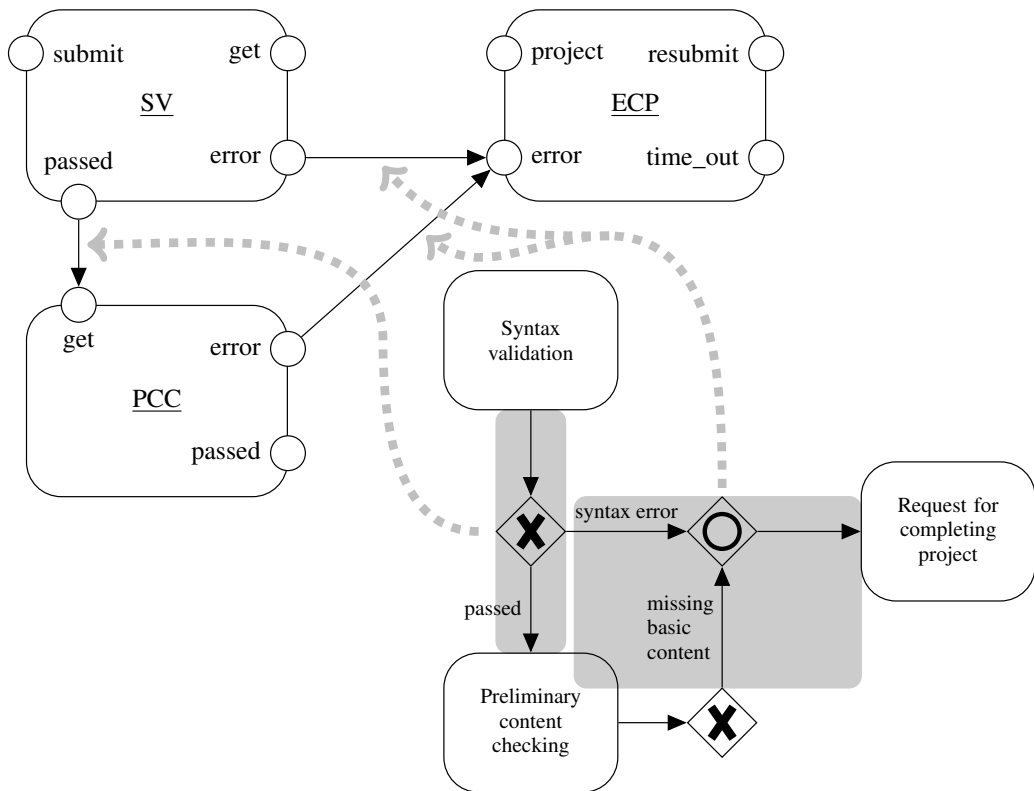 submit
get
SV
passed
error
project
resubmit
ECP
error
time_out
get
error
PCC
passed
Syntax
validation
syntax error
passed
missing
basic
content
Request for
completing
project
Preliminary
content
checking